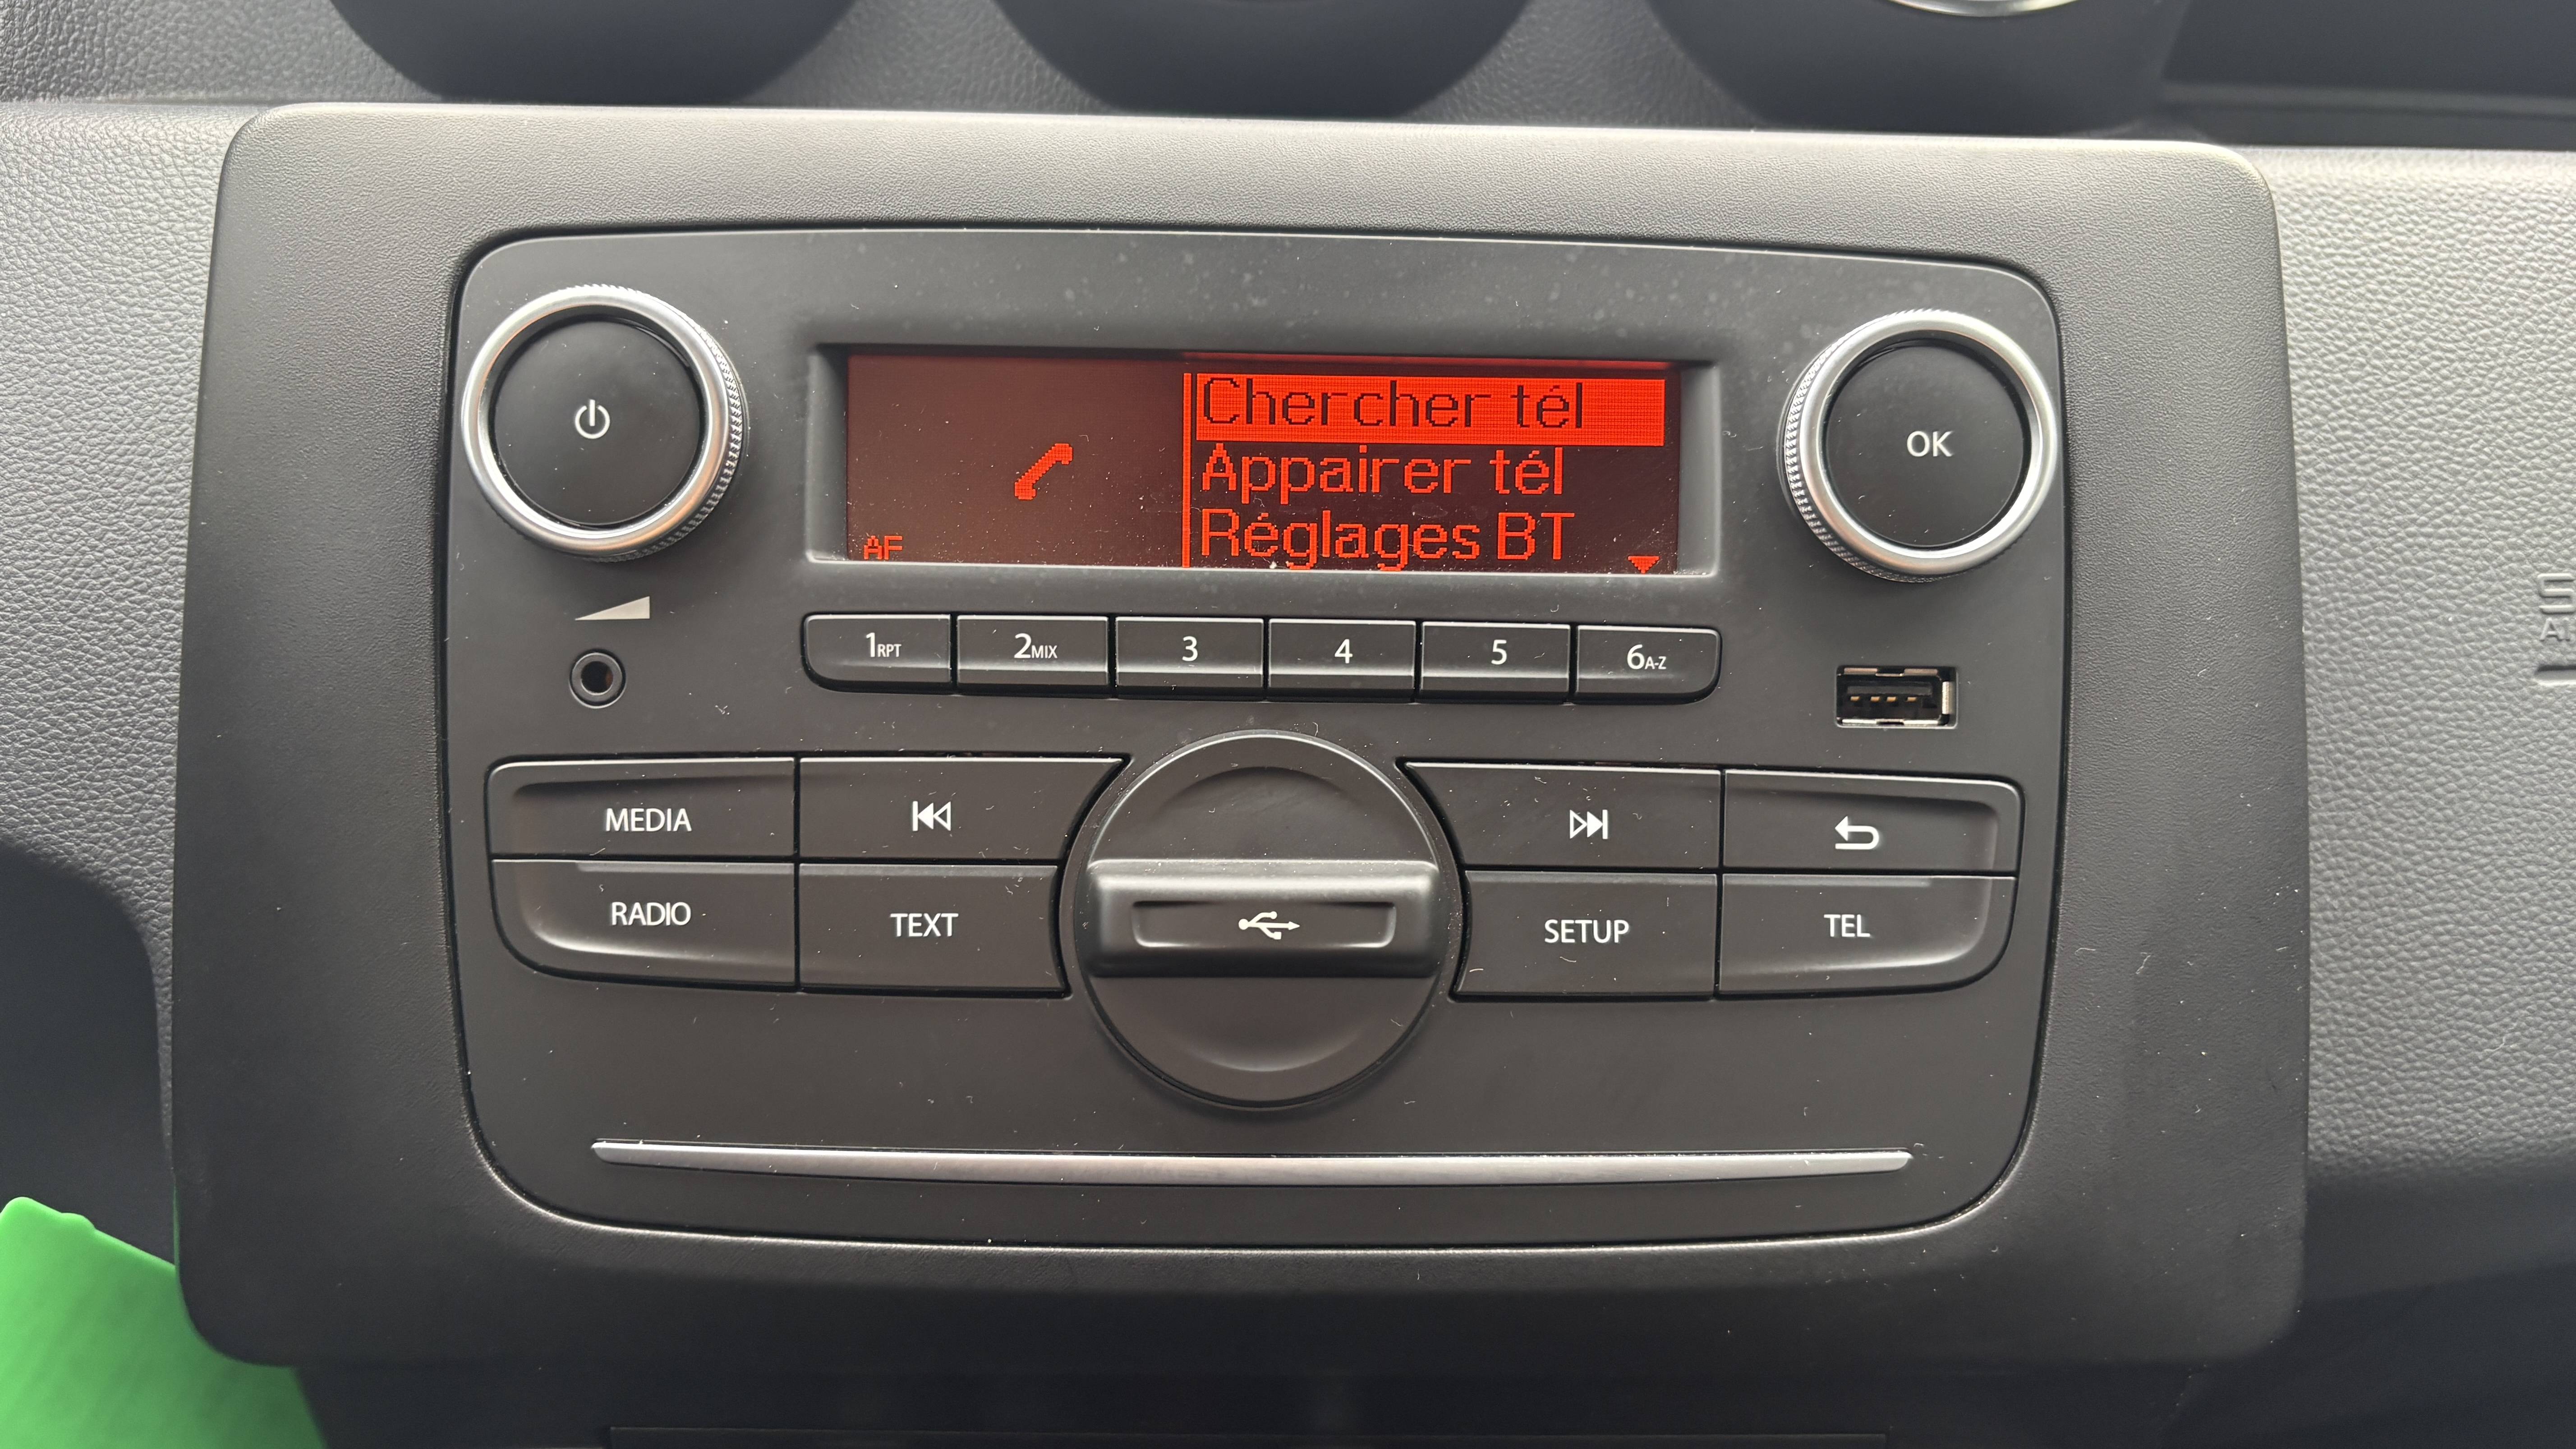 Chercher tél
Appairer tél
Réglages BT
AF
OK
1RPT
2MIX
3
4
5
6A-Z
MEDIA
RADIO
TEXT
SETUP
TEL